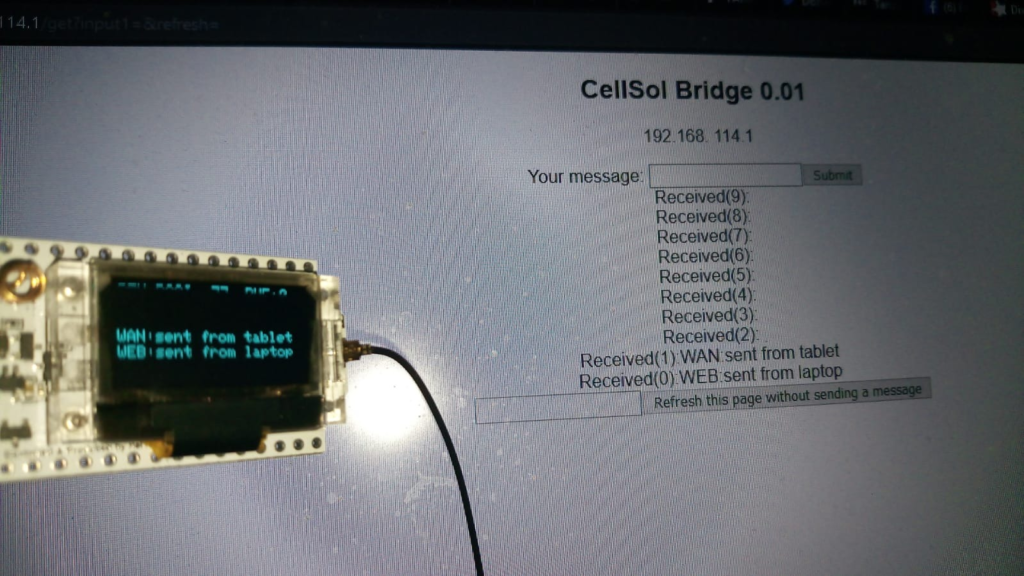 114.1/get?input1=&refresh=
CellSol Bridge 0.01
192.168. 114.1
Your message: Submit
Received(9):
Received(8):
Received(7):
Received(6):
Received(5):
Received(4):
Received(3):
Received(2):
Received(1):WAN:sent from tablet
Received(0):WEB:sent from laptop
Refresh this page without sending a message
WAN:sent from tablet
WEB:sent from laptop